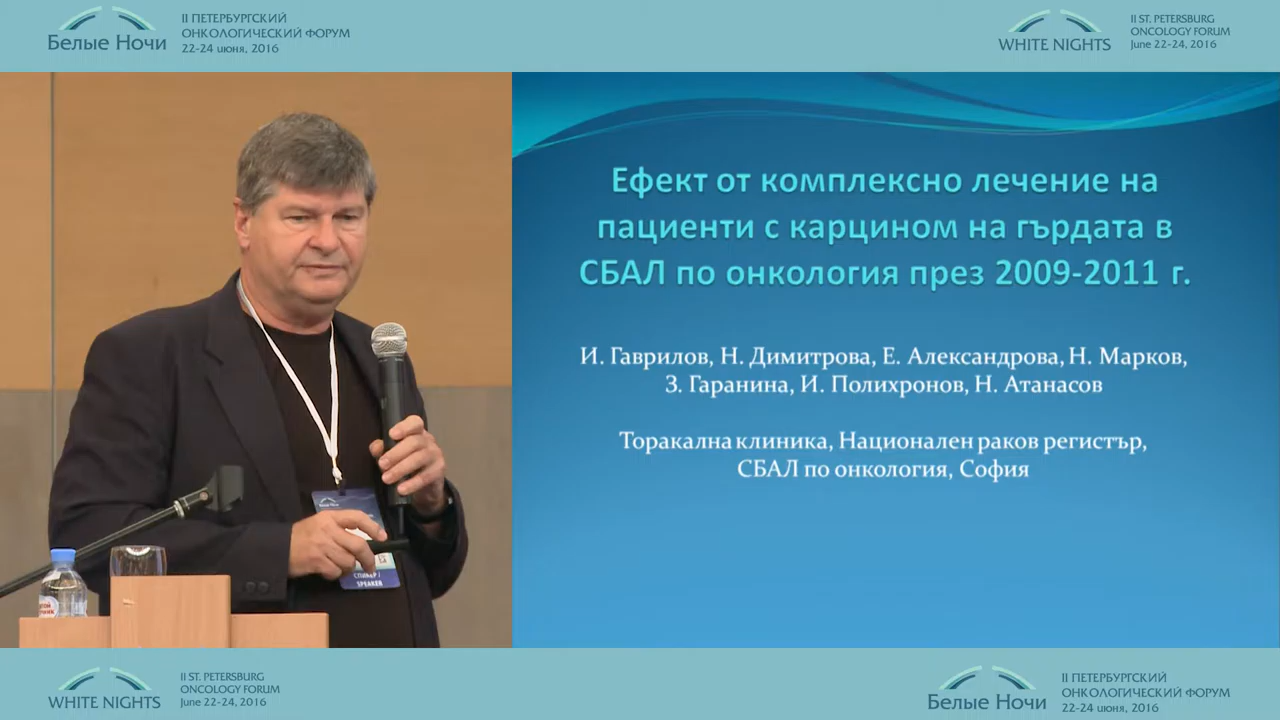 II ПЕТЕРБУРГСКИЙ
ОНКОЛОГИЧЕСКИЙ ФОРУМ
22-24 июня, 2016
Белые Ночи
WHITE NIGHTS
II ST. PETERSBURG
ONCOLOGY FORUM
June 22-24, 2016
Ефект от комплексно лечение на
пациенти с карцином на гърдата в
СБАЛ по онкология през 2009-2011 г.
И. Гаврилов, Н. Димитрова, Е. Александрова, Н. Марков,
З. Гаранина, И. Полихронов, Н. Атанасов
Торакална клиника, Национален раков регистър,
СБАЛ по онкология, София
СПИКЕР /
SPEAKER
WHITE NIGHTS
II ST. PETERSBURG
ONCOLOGY FORUM
June 22-24, 2016
Белые Ночи
II ПЕТЕРБУРГСКИЙ
ОНКОЛОГИЧЕСКИЙ ФОРУМ
22-24 июня, 2016